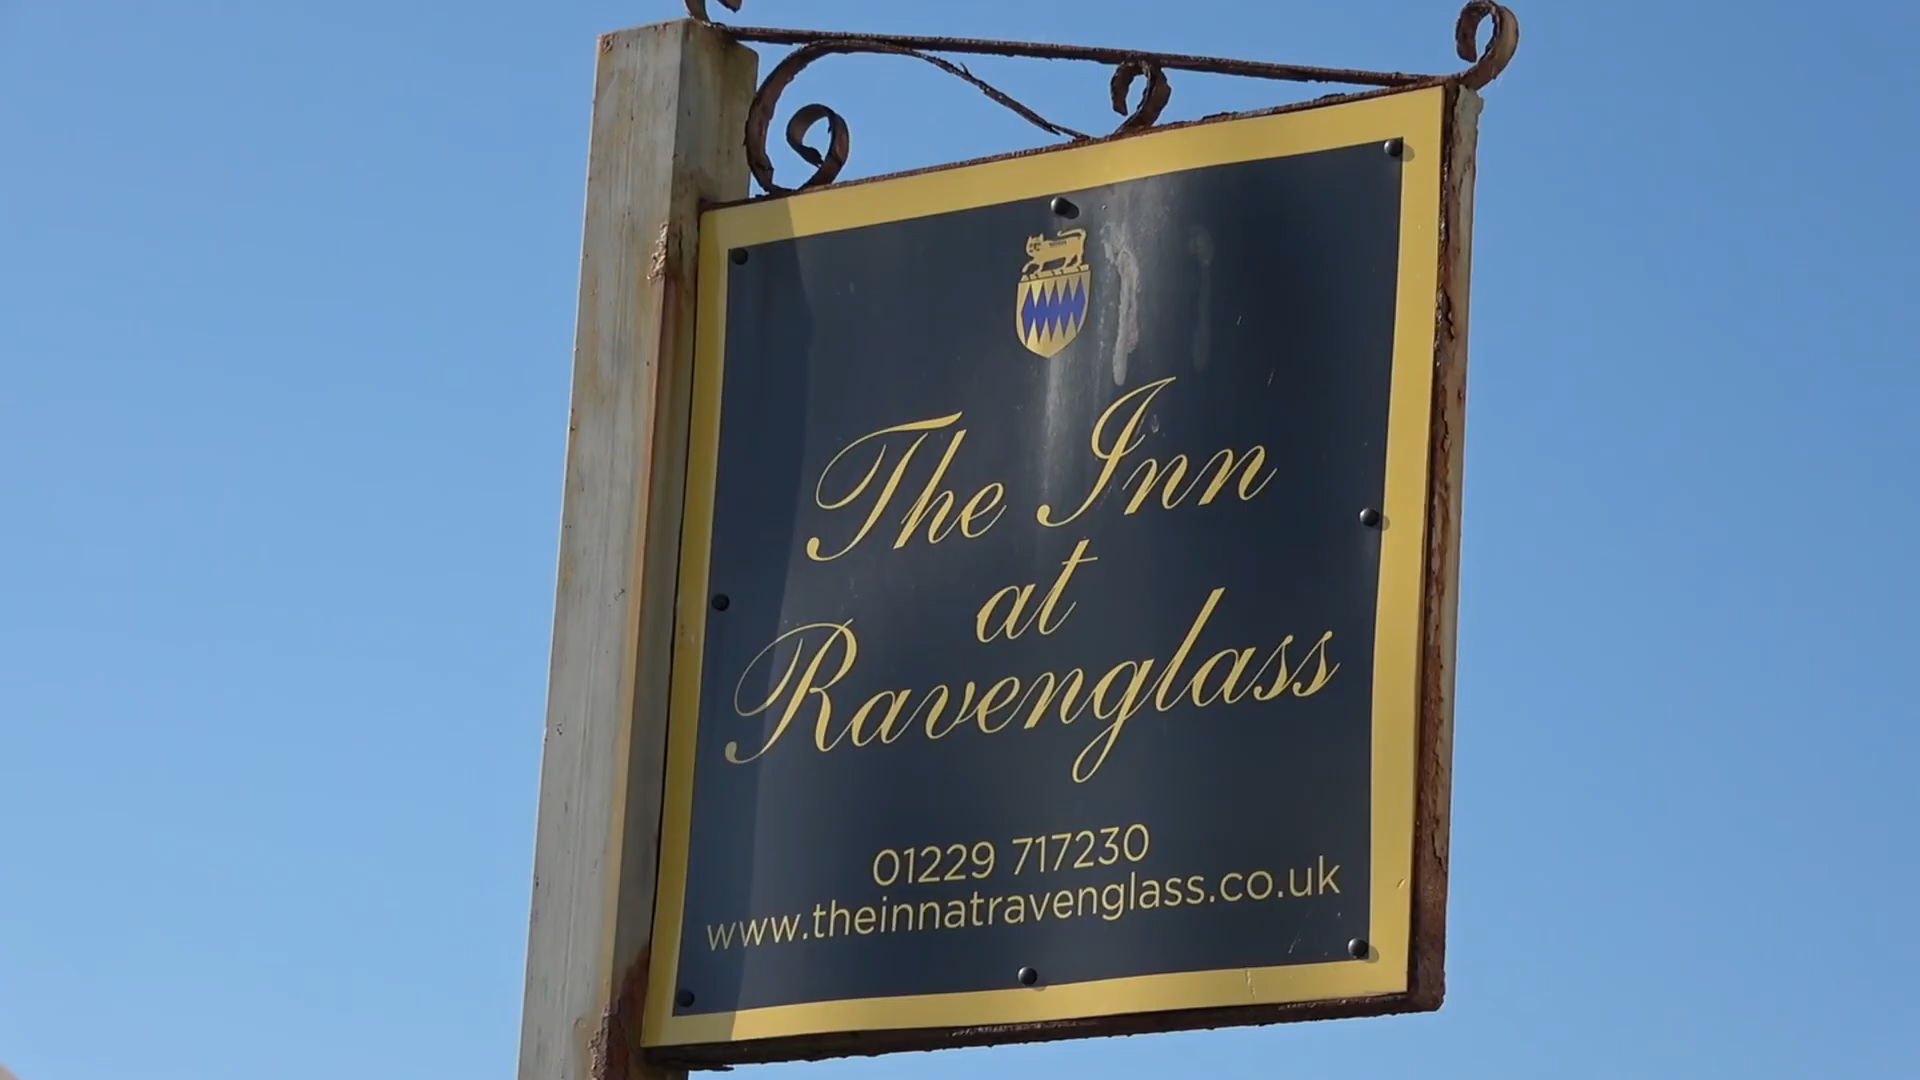 The Inn
at
Ravenglass
01229 717230
www.theinnatravenglass.co.uk